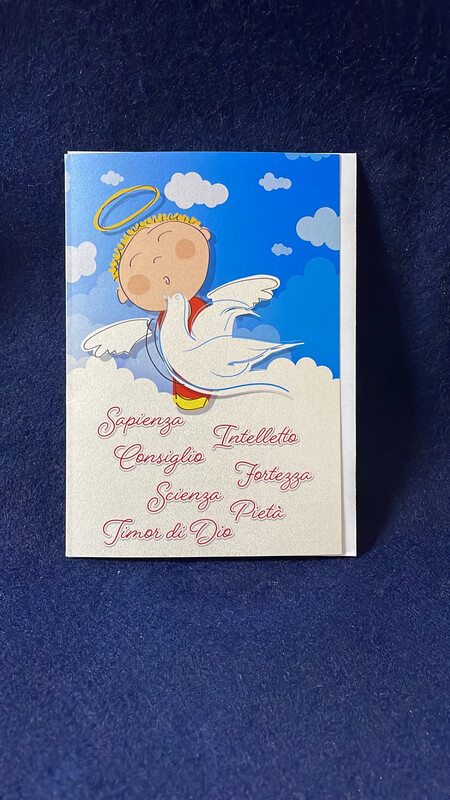 Sapienza
Intelletto
Consiglio
Fortezza
Scienza
Pietà
Timor di Dio